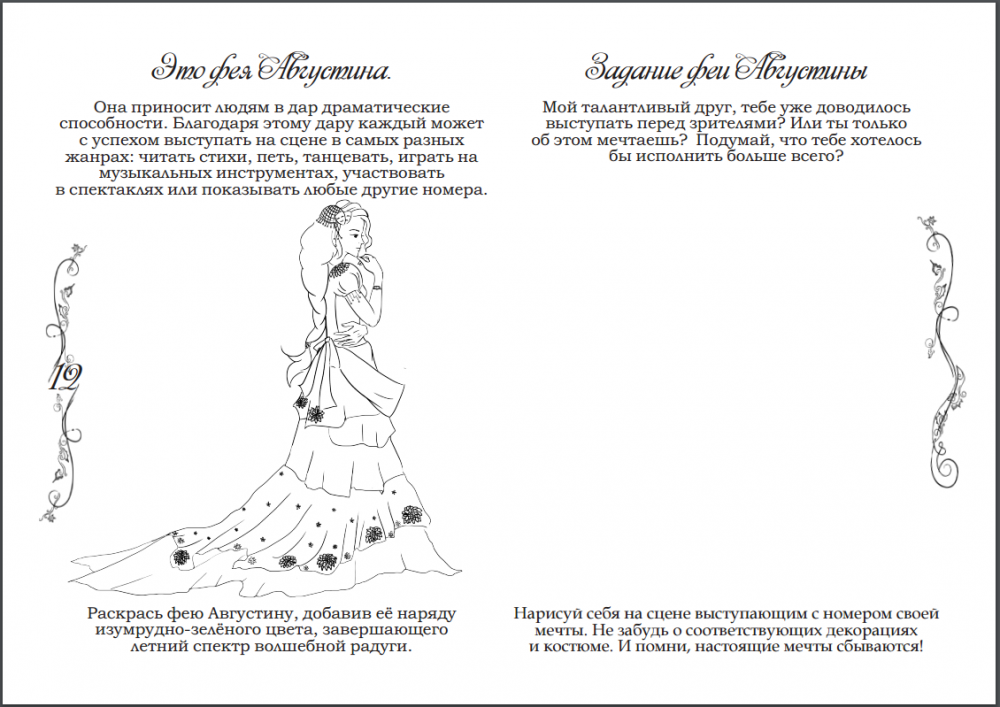 Это фея Августина.
Она приносит людям в дар драматические
способности. Благодаря этому дару каждый может
с успехом выступать на сцене в самых разных
жанрах: читать стихи, петь, танцевать, играть на
музыкальных инструментах, участвовать
в спектаклях или показывать любые другие номера.
12
Раскрась фею Августину, добавив её наряду
изумрудно-зелёного цвета, завершающего
летний спектр волшебной радуги.
Задание феи Августины
Мой талантливый друг, тебе уже доводилось
выступать перед зрителями? Или ты только
об этом мечтаешь? Подумай, что тебе хотелось
бы исполнить больше всего?
Нарисуй себя на сцене выступающим с номером своей
мечты. Не забудь о соответствующих декорациях
и костюме. И помни, настоящие мечты сбываются!